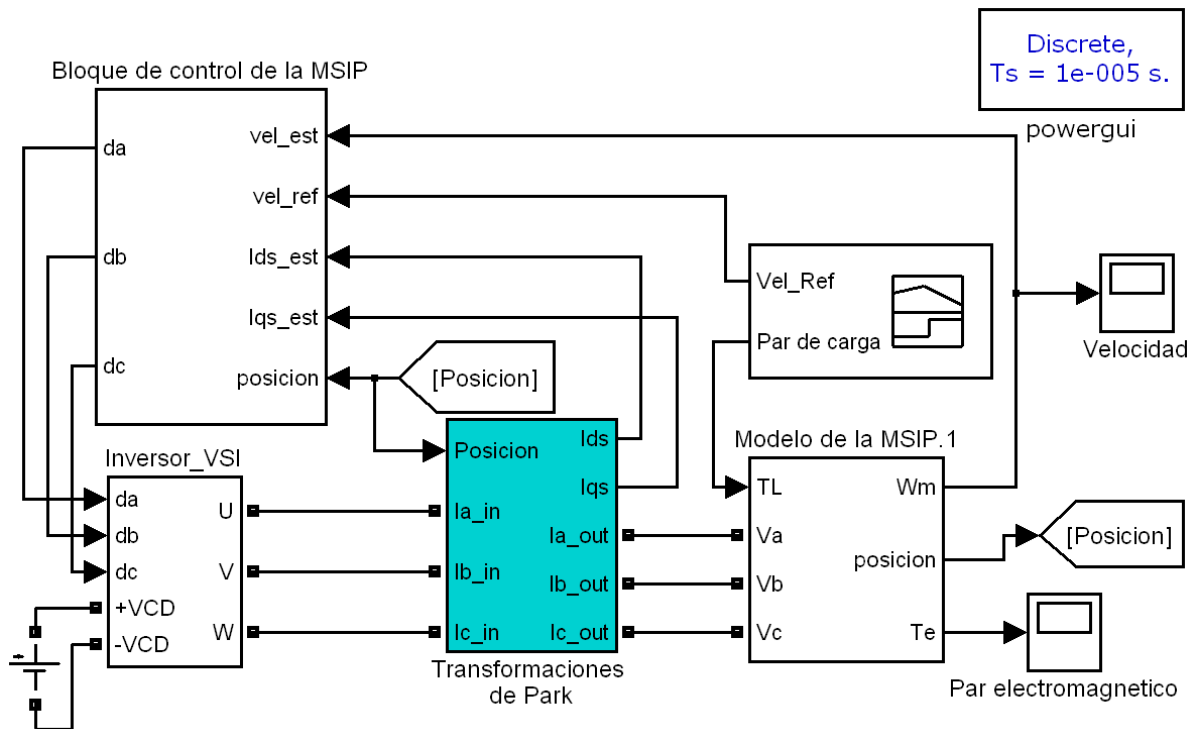 Discrete,
Ts = 1e-005 s.
powergui
Bloque de control de la MSIP
vel_est
da
vel_ref
db
Ids_est
Iqs_est
dc
posicion
[Posicion]
Vel_Ref
Par de carga
Velocidad
Inversor_VSI
da
db
dc
+VCD
-VCD
U
V
W
Posicion
Ia_in
Ib_in
Ic_in
Ids
Iqs
Ia_out
Ib_out
Ic_out
Transformaciones
de Park
Modelo de la MSIP.1
TL
Va
Vb
Vc
Wm
posicion
Te
[Posicion]
Par electromagnetico